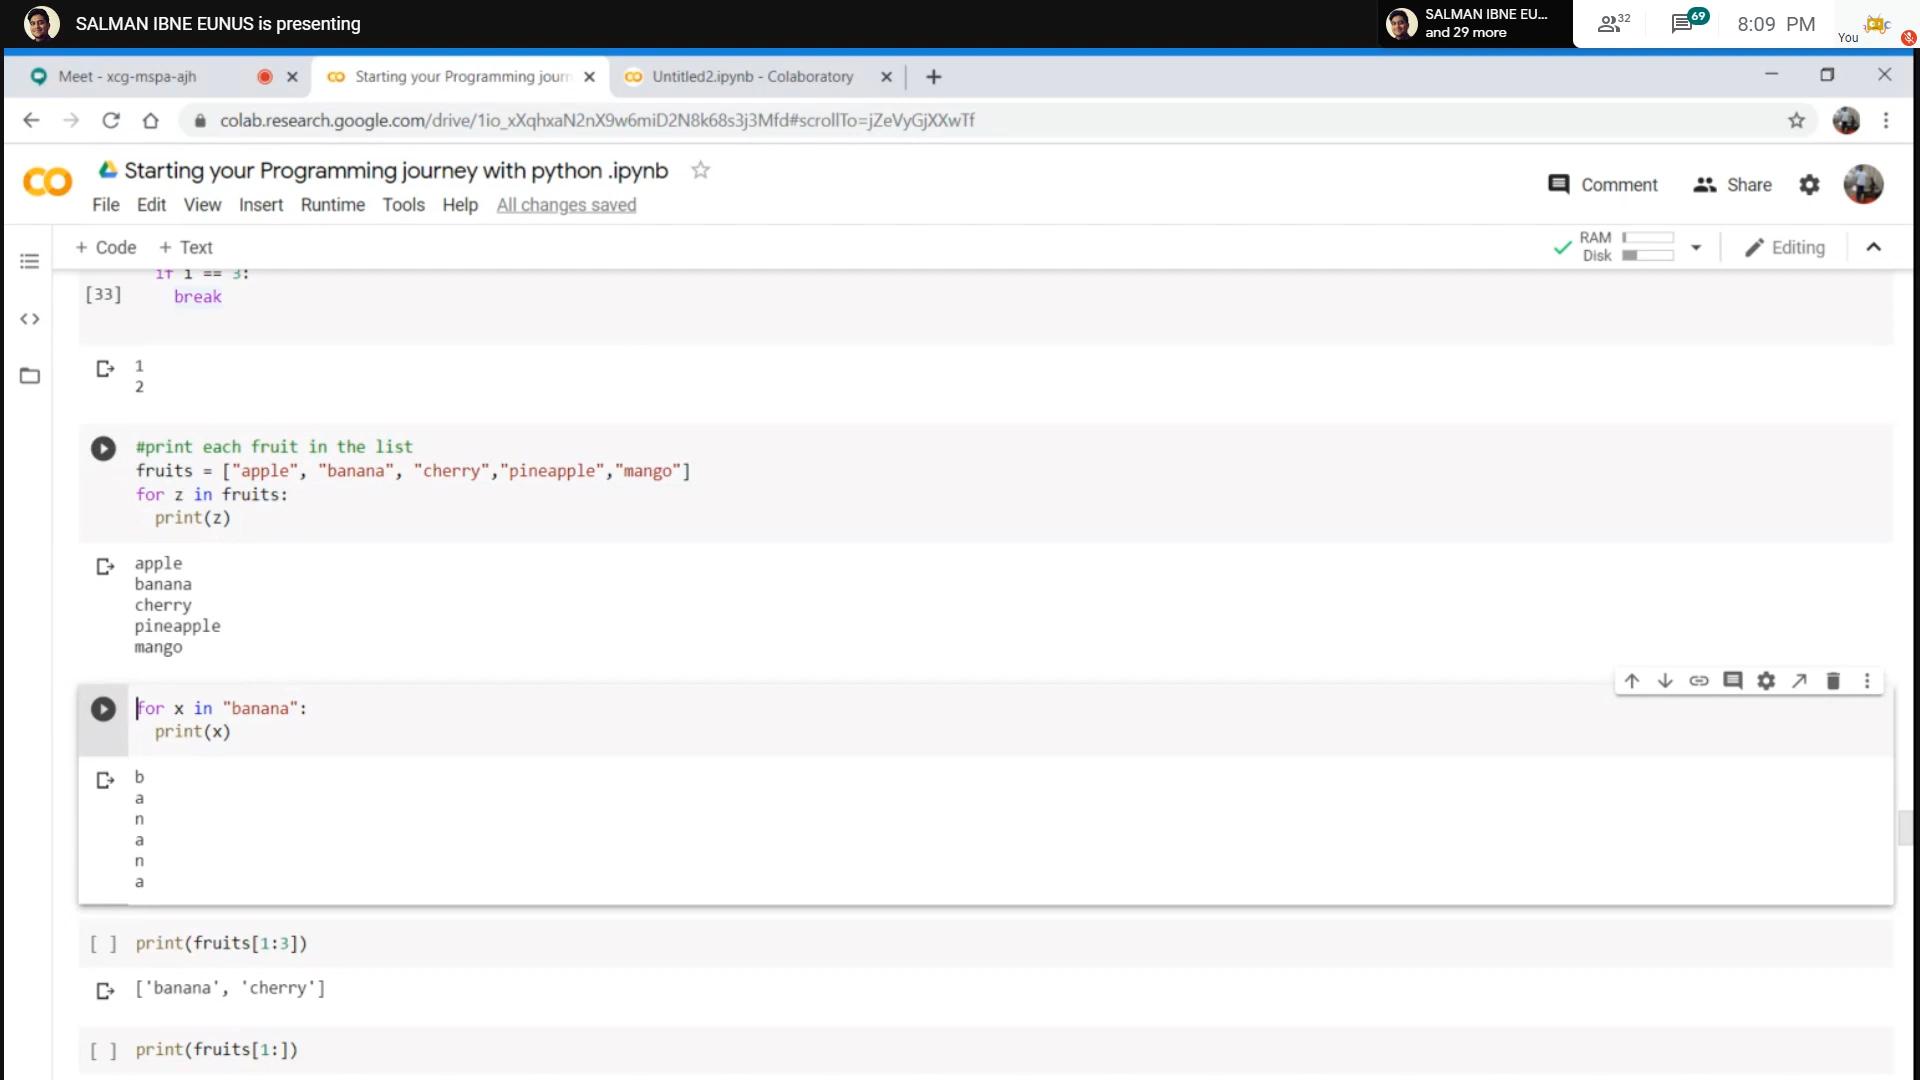 SALMAN IBNE EUNUS is presenting
SALMAN IBNE EU...
and 29 more
32
69
8:09 PM
You
Meet - xcg-mspa-ajh
Starting your Programming journ
Untitled2.ipynb - Colaboratory
colab.research.google.com/drive/1io_xXqhxaN2nX9w6miD2N8k68s3j3Mfd#scrollTo=jZeVyGjXXwTf
CO
Starting your Programming journey with python .ipynb
Comment
Share
File Edit View Insert Runtime Tools Help All changes saved
+ Code + Text
RAM
Disk
Editing
if i == 3:
[33]
break
1
2
#print each fruit in the list
fruits = ["apple", "banana", "cherry","pineapple","mango"]
for z in fruits:
print(z)
apple
banana
cherry
pineapple
mango
for x in "banana":
print(x)
b
a
n
a
n
a
[ ] print(fruits[1:3])
['banana', 'cherry']
[ ] print(fruits[1:])